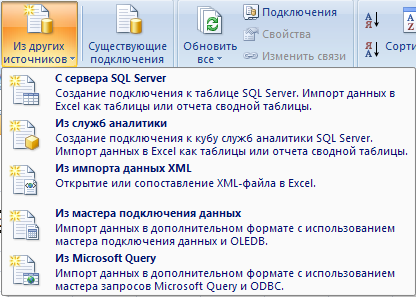 Из других
источников
Существующие
подключения
Обновить
все
Подключения
Свойства
Изменить связи
С сервера SQL Server
Создание подключения к таблице SQL Server. Импорт данных в
Excel как таблицы или отчета сводной таблицы.
Из служб аналитики
Создание подключения к кубу служб аналитики SQL Server.
Импорт данных в Excel как таблицы или отчета сводной таблицы.
Из импорта данных XML
Открытие или сопоставление XML-файла в Excel.
Из мастера подключения данных
Импорт данных в дополнительном формате с использованием
мастера подключения данных и OLEDB.
Из Microsoft Query
Импорт данных в дополнительном формате с использованием
мастера запросов Microsoft Query и ODBC.
А
Я
Я
А
Сорти